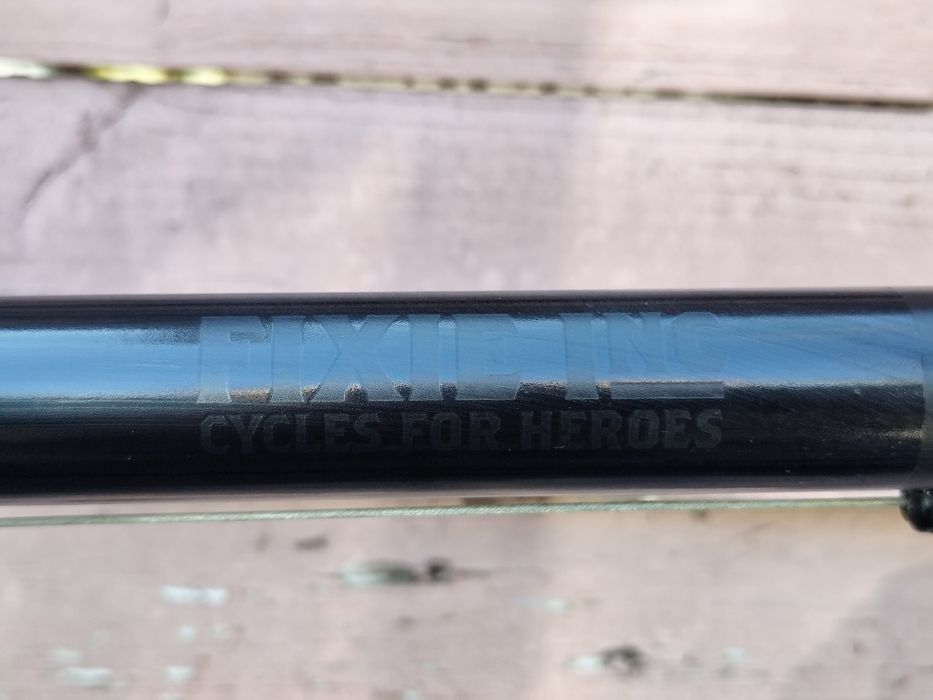 FIXIE INC
CYCLES FOR HEROES